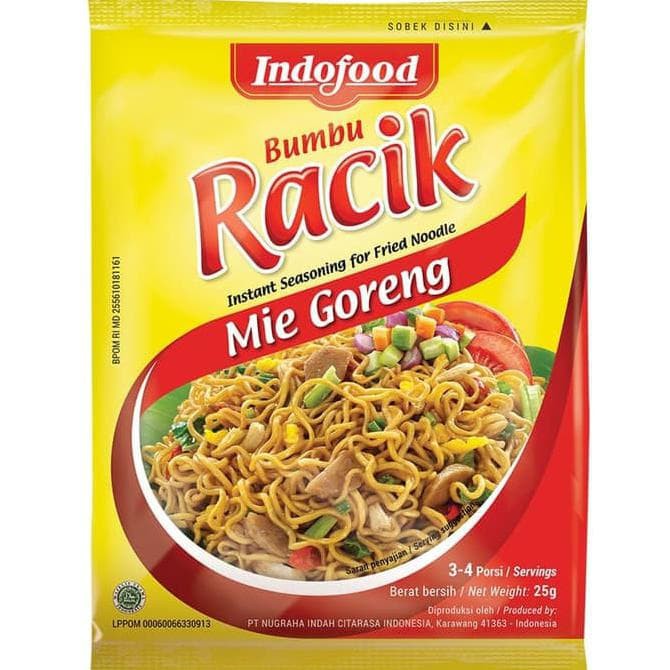 SOBEK DISINI ▲
Indofood
Bumbu
Racik
Instant Seasoning for Fried Noodle
Mie Goreng
BPOM RI MD 255610181161
Saran penyajian / Serving suggestion
3-4 Porsi / Servings
Berat bersih / Net Weight: 25g
Diproduksi oleh / Produced by:
LPPOM 00060066330913
PT NUGRAHA INDAH CITARASA INDONESIA, Karawang 41363 - Indonesia